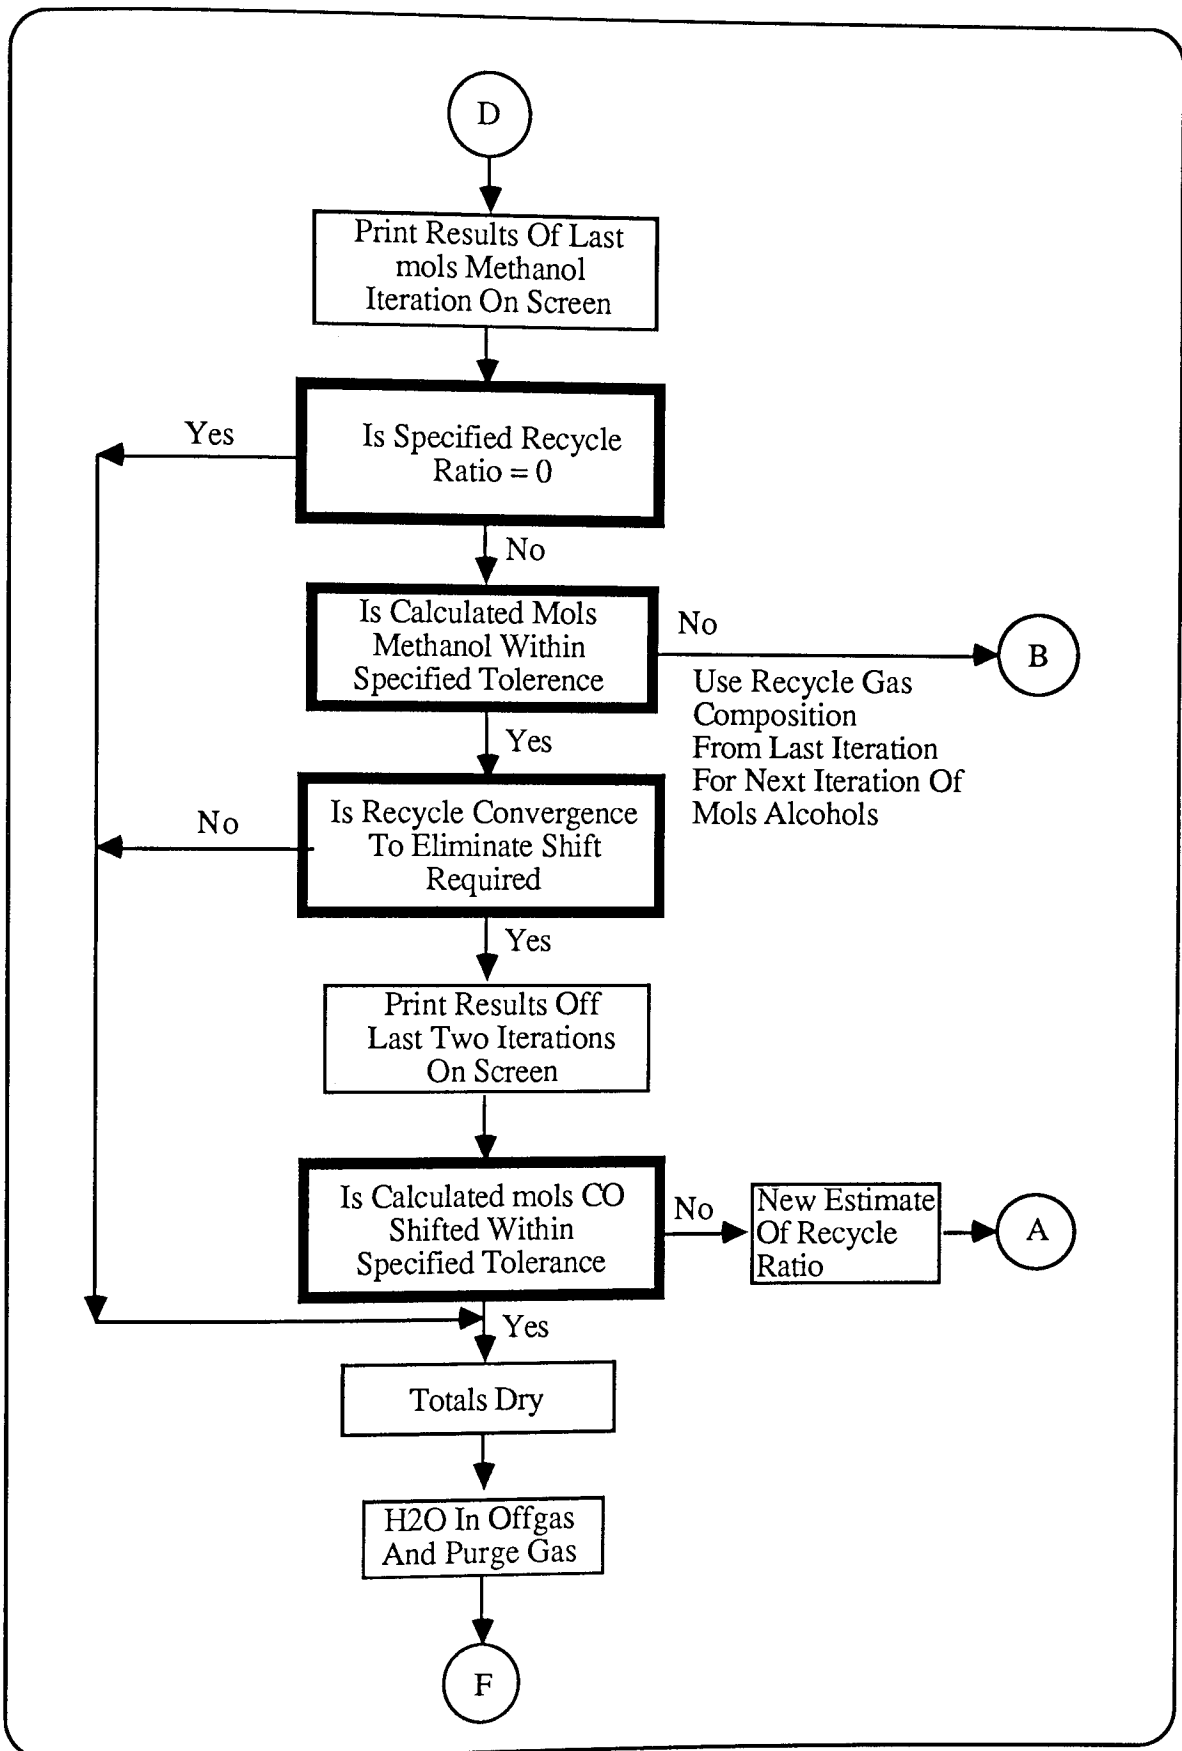 D
Print Results Of Last
mols Methanol
Iteration On Screen
Yes
Is Specified Recycle
Ratio = 0
No
Is Calculated Mols
Methanol Within
Specified Tolerence
No
B
Use Recycle Gas
Composition
From Last Iteration
For Next Iteration Of
Mols Alcohols
Yes
No
Is Recycle Convergence
To Eliminate Shift
Required
Yes
Print Results Off
Last Two Iterations
On Screen
Is Calculated mols CO
Shifted Within
Specified Tolerance
No
New Estimate
Of Recycle
Ratio
A
Yes
Totals Dry
H2O In Offgas
And Purge Gas
F